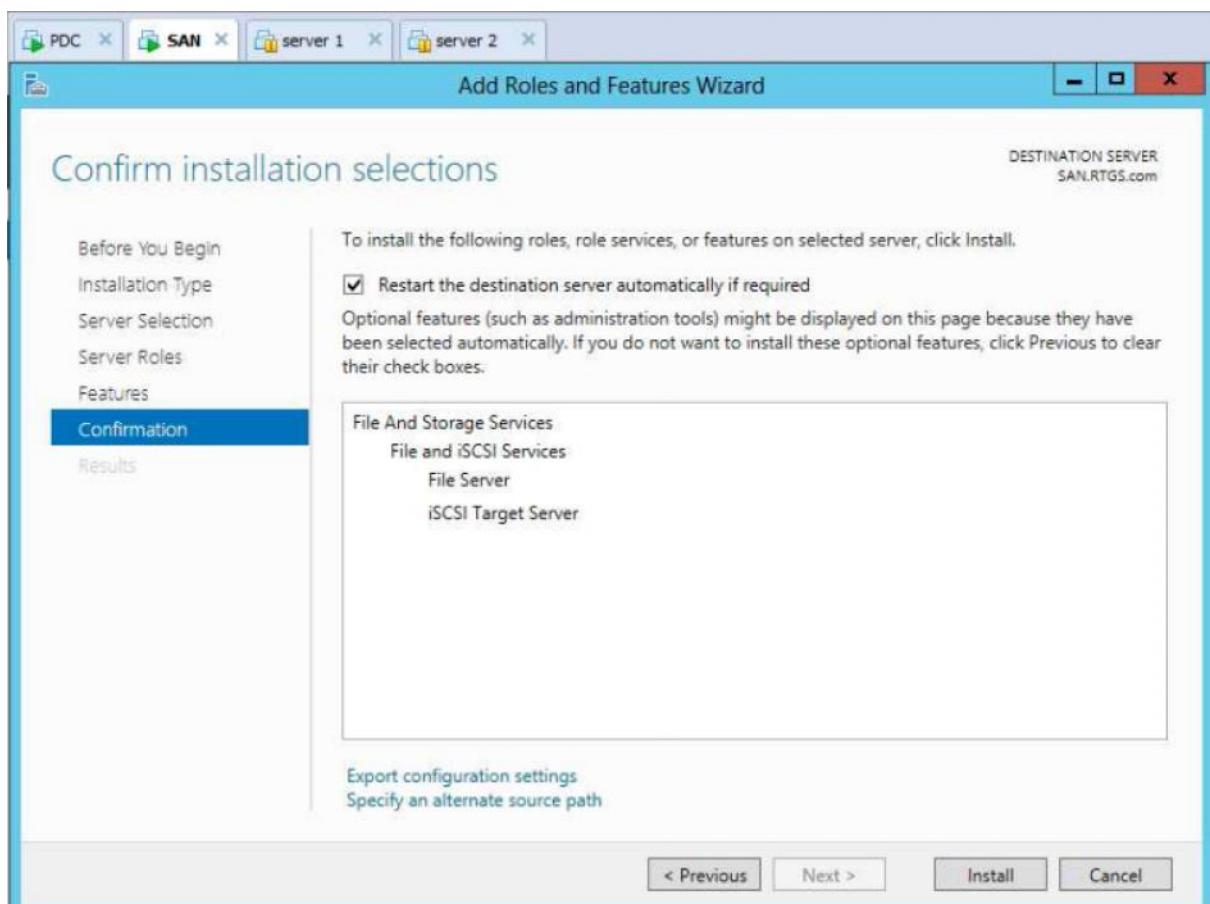 PDC SAN server 1 server 2
Add Roles and Features Wizard
Confirm installation selections
DESTINATION SERVER
SAN.RTGS.com
Before You Begin
Installation Type
Server Selection
Server Roles
Features
Confirmation
Results
To install the following roles, role services, or features on selected server, click Install.
Restart the destination server automatically if required
Optional features (such as administration tools) might be displayed on this page because they have
been selected automatically. If you do not want to install these optional features, click Previous to clear
their check boxes.
File And Storage Services
File and iSCSI Services
File Server
iSCSI Target Server
Export configuration settings
Specify an alternate source path
< Previous Next > Install Cancel